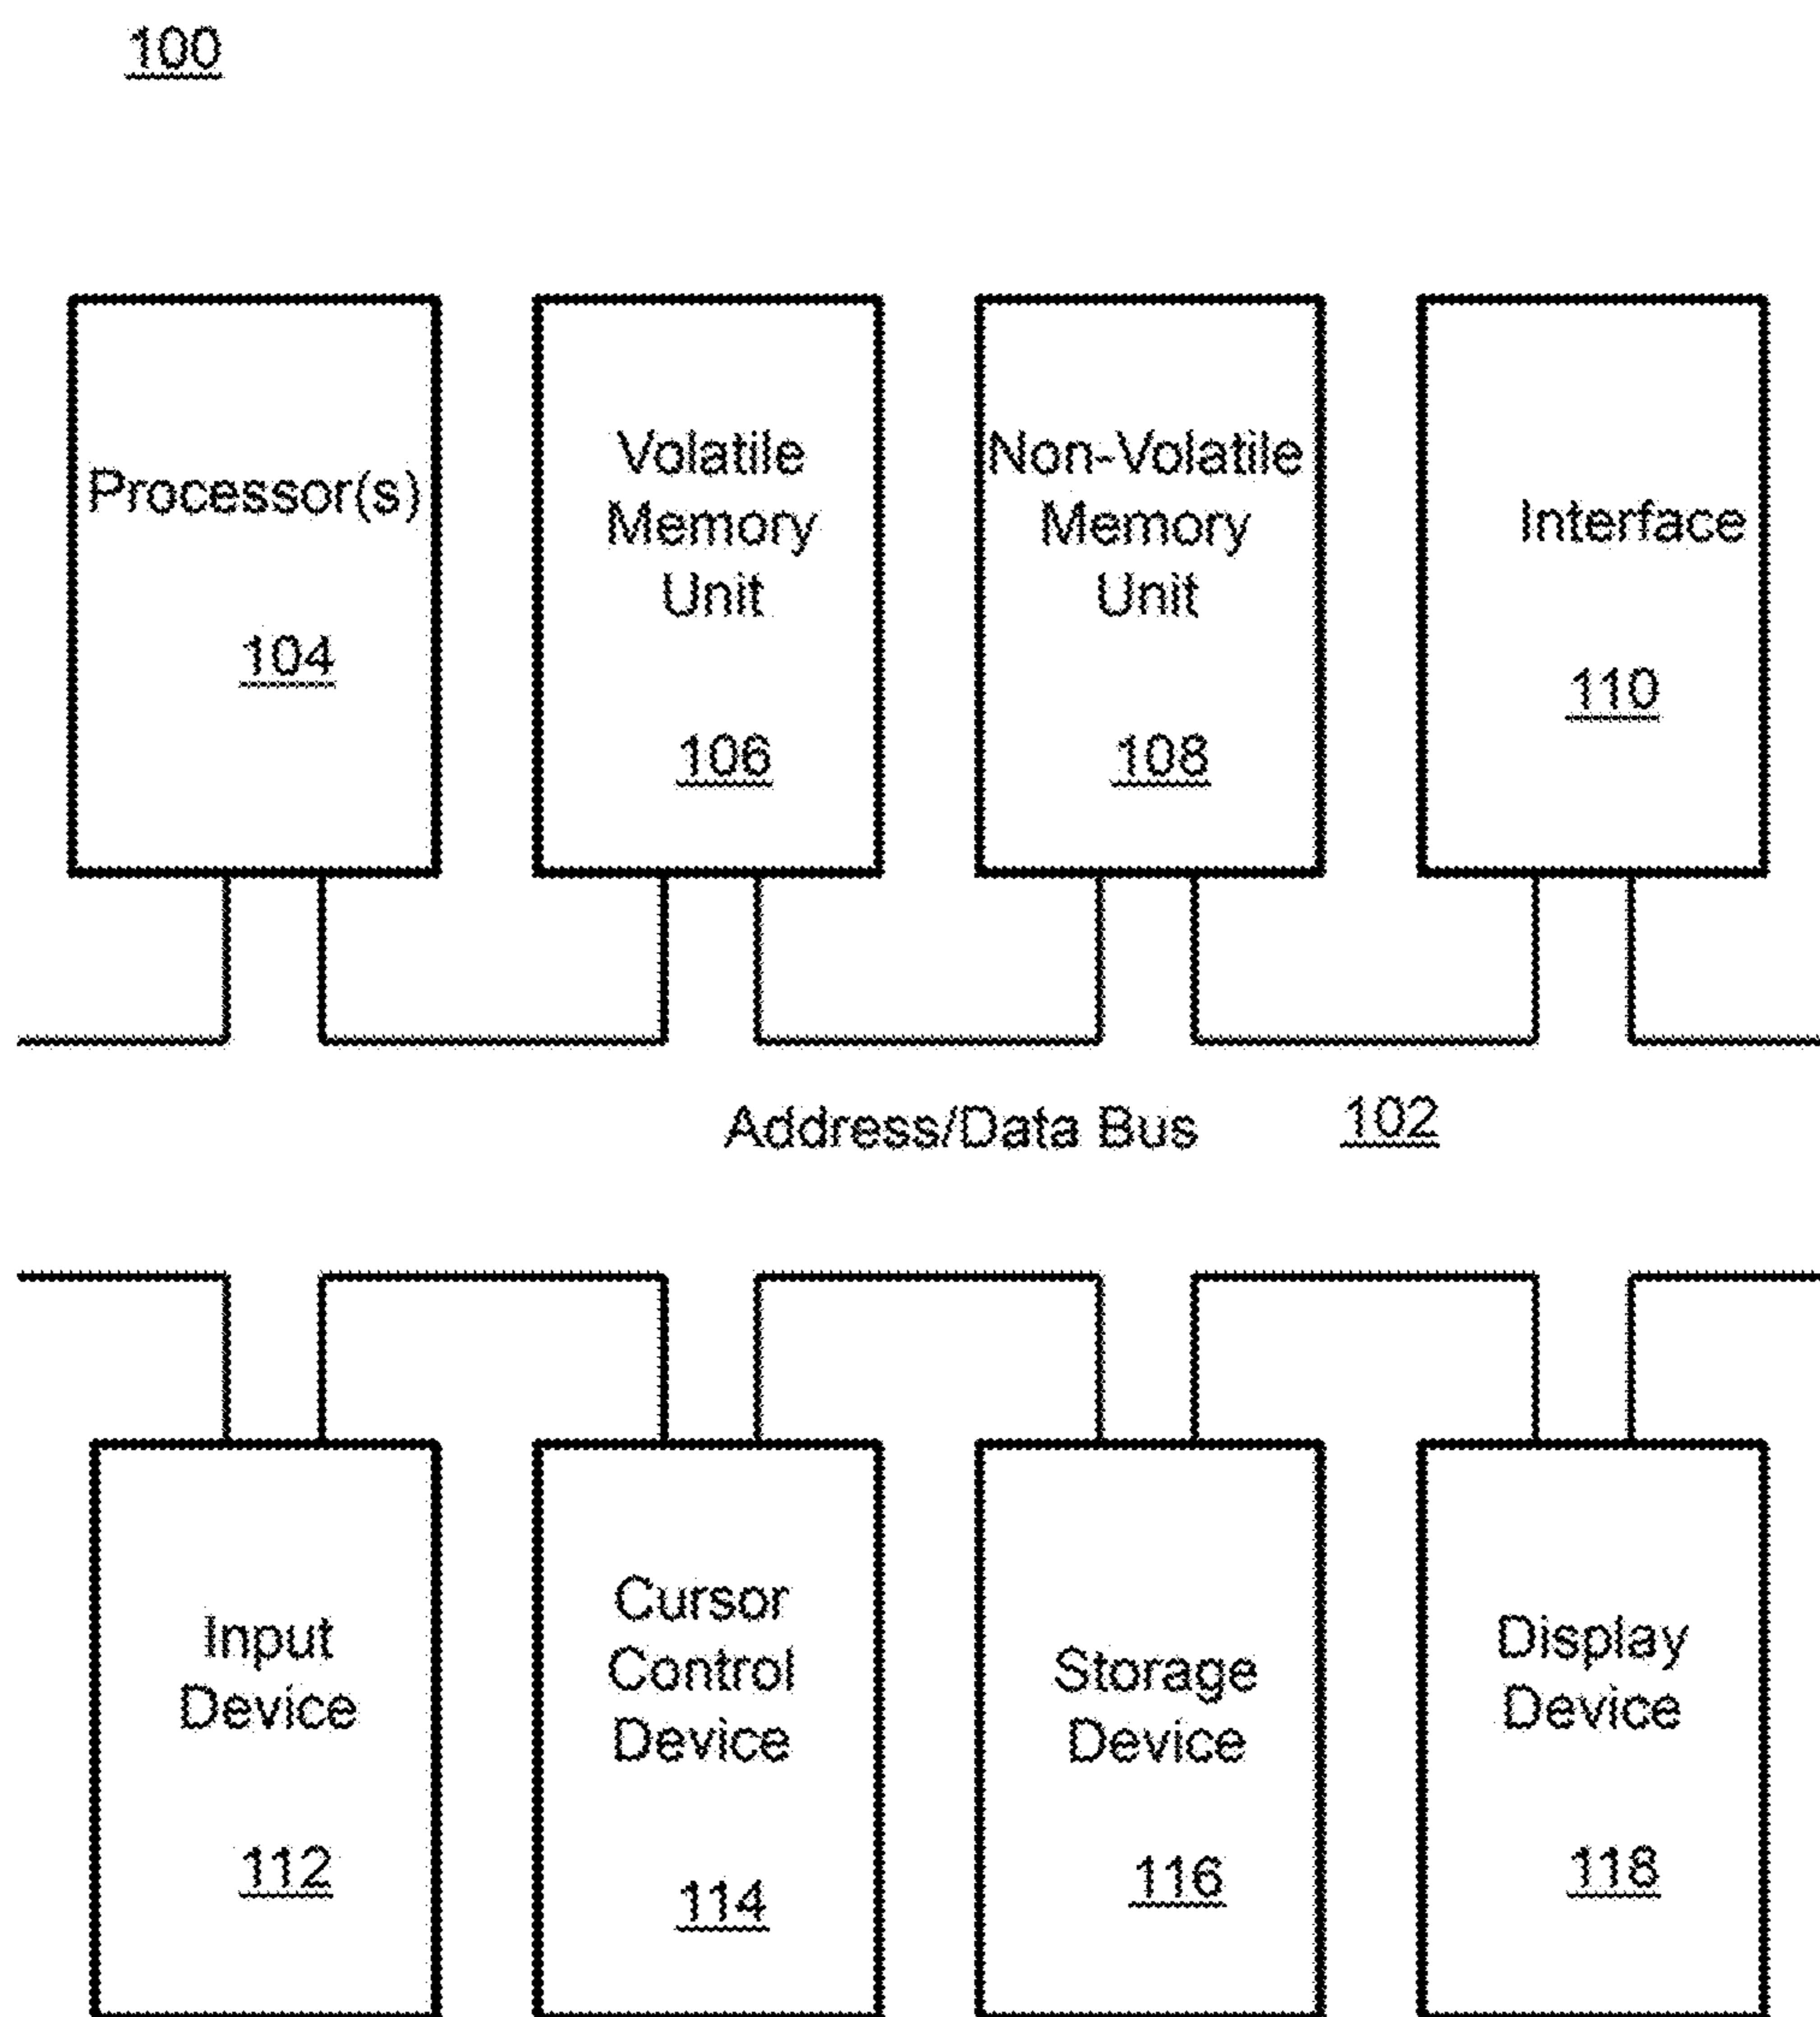 100
Processor(s)
104
Volatile
Memory
Unit
106
Non-Volatile
Memory
Unit
108
Interface
110
Address/Data Bus 102
Input
Device
112
Cursor
Control
Device
114
Storage
Device
116
Display
Device
118